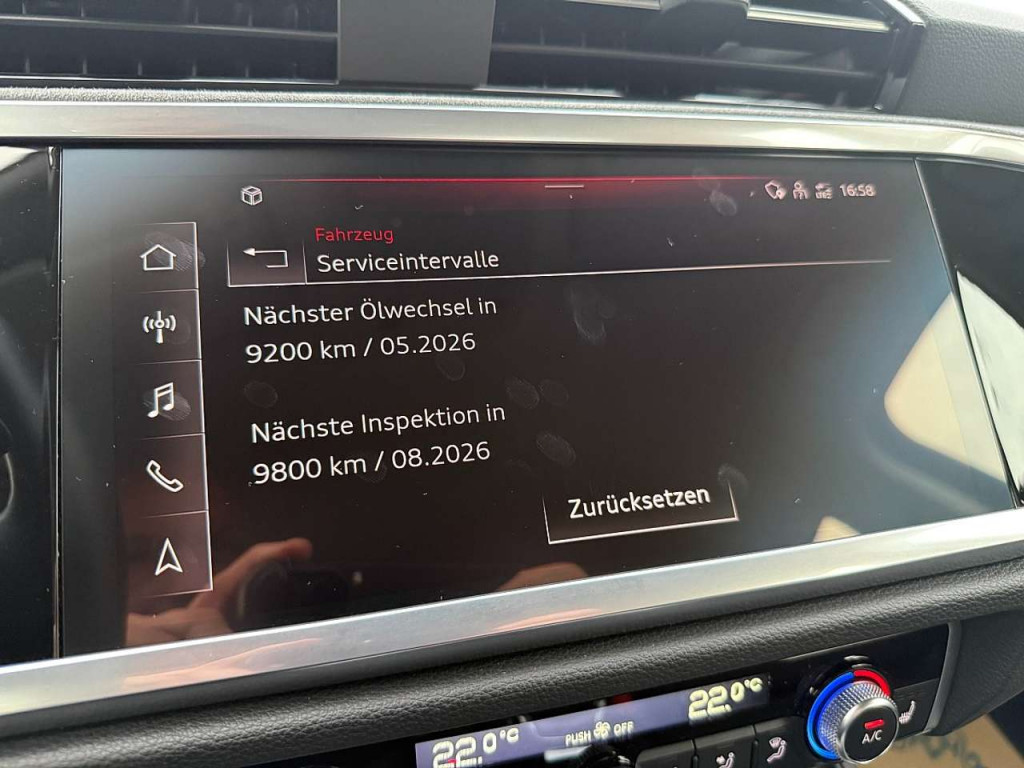 16:58
Fahrzeug
Serviceintervalle
Nächster Ölwechsel in
9200 km / 05.2026
Nächste Inspektion in
9800 km / 08.2026
Zurücksetzen
22.0°C
PUSH OFF
22.0°C
A/C